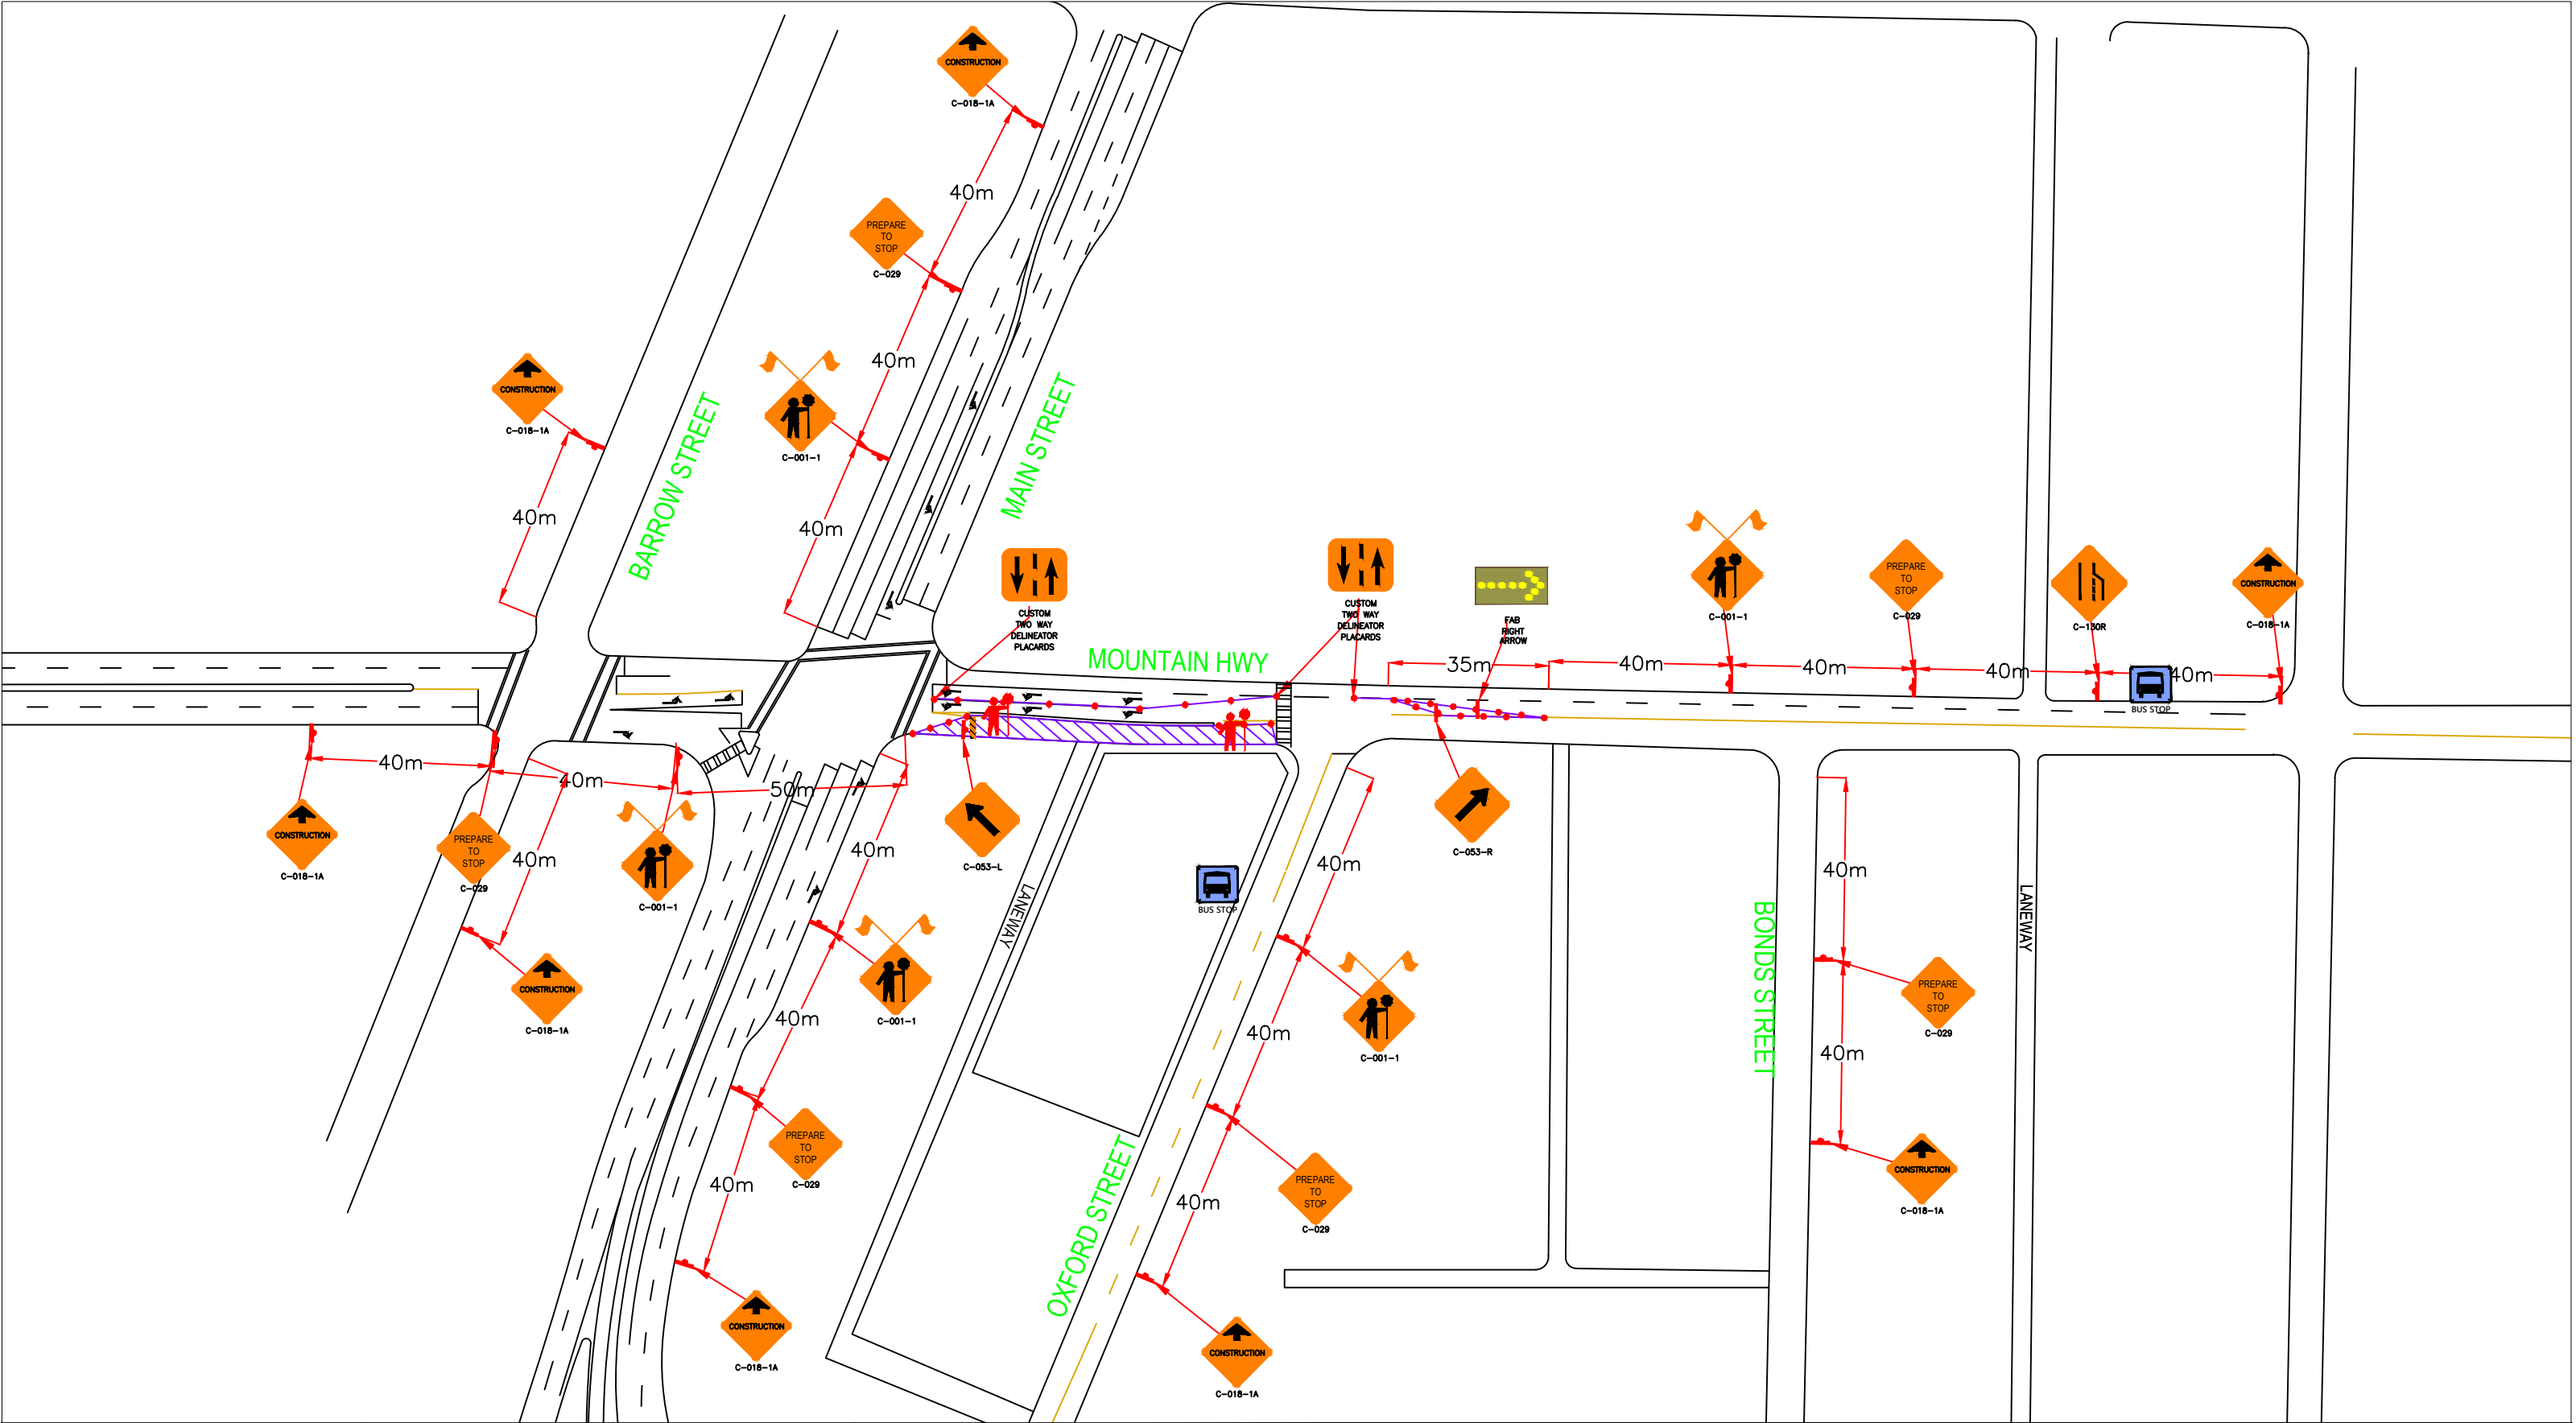 CONSTRUCTION
C-018-1A
40m
PREPARE
TO
STOP
C-029
40m
C-001-1
40m
CONSTRUCTION
C-018-1A
40m
BARROW STREET
MAIN STREET
CUSTOM
TWO WAY
DELINEATOR
PLACARDS
CUSTOM
TWO WAY
DELINEATOR
PLACARDS
FAB
RIGHT
ARROW
C-001-1
PREPARE
TO
STOP
C-029
C-130R
CONSTRUCTION
C-018-1A
MOUNTAIN HWY
35m
40m
40m
40m
40m
BUS STOP
40m
40m
50m
CONSTRUCTION
C-018-1A
PREPARE
TO
STOP
C-029
40m
C-001-1
CONSTRUCTION
C-018-1A
40m
C-053-L
C-053-R
LANEWAY
BUS STOP
40m
C-001-1
40m
PREPARE
TO
STOP
C-029
40m
CONSTRUCTION
C-018-1A
C-001-1
40m
PREPARE
TO
STOP
C-029
40m
OXFORD STREET
CONSTRUCTION
C-018-1A
BONDS STREET
40m
PREPARE
TO
STOP
C-029
40m
CONSTRUCTION
C-018-1A
LANEWAY